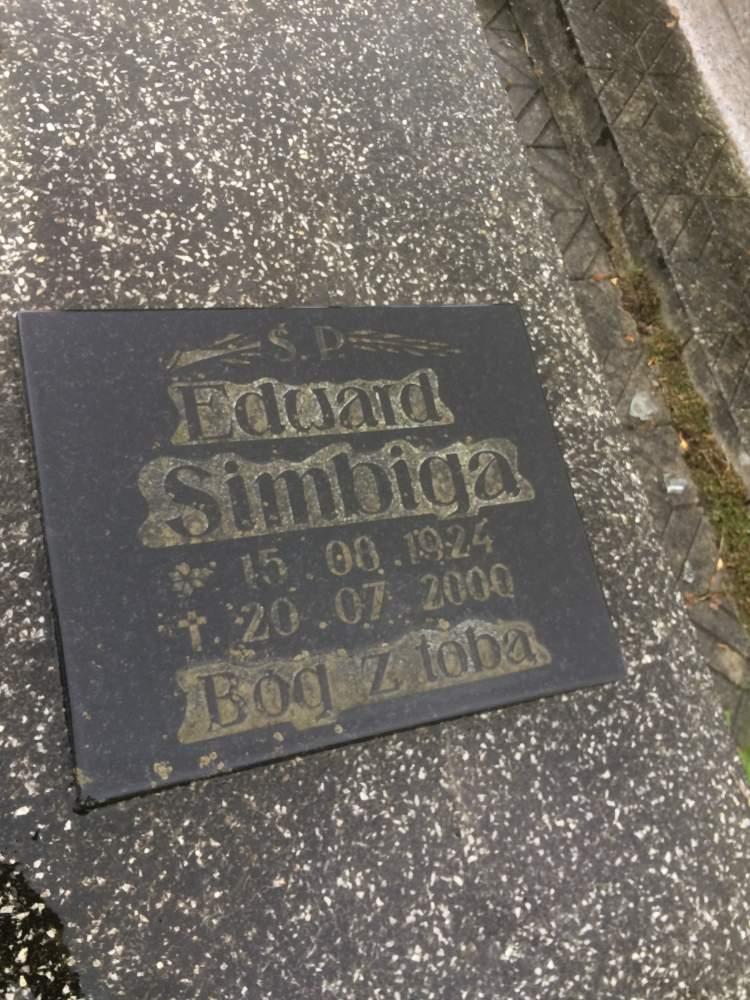 Ś.P.
Edward
Simbiga
15.08.1924
20.07.2000
Bóg z tobą